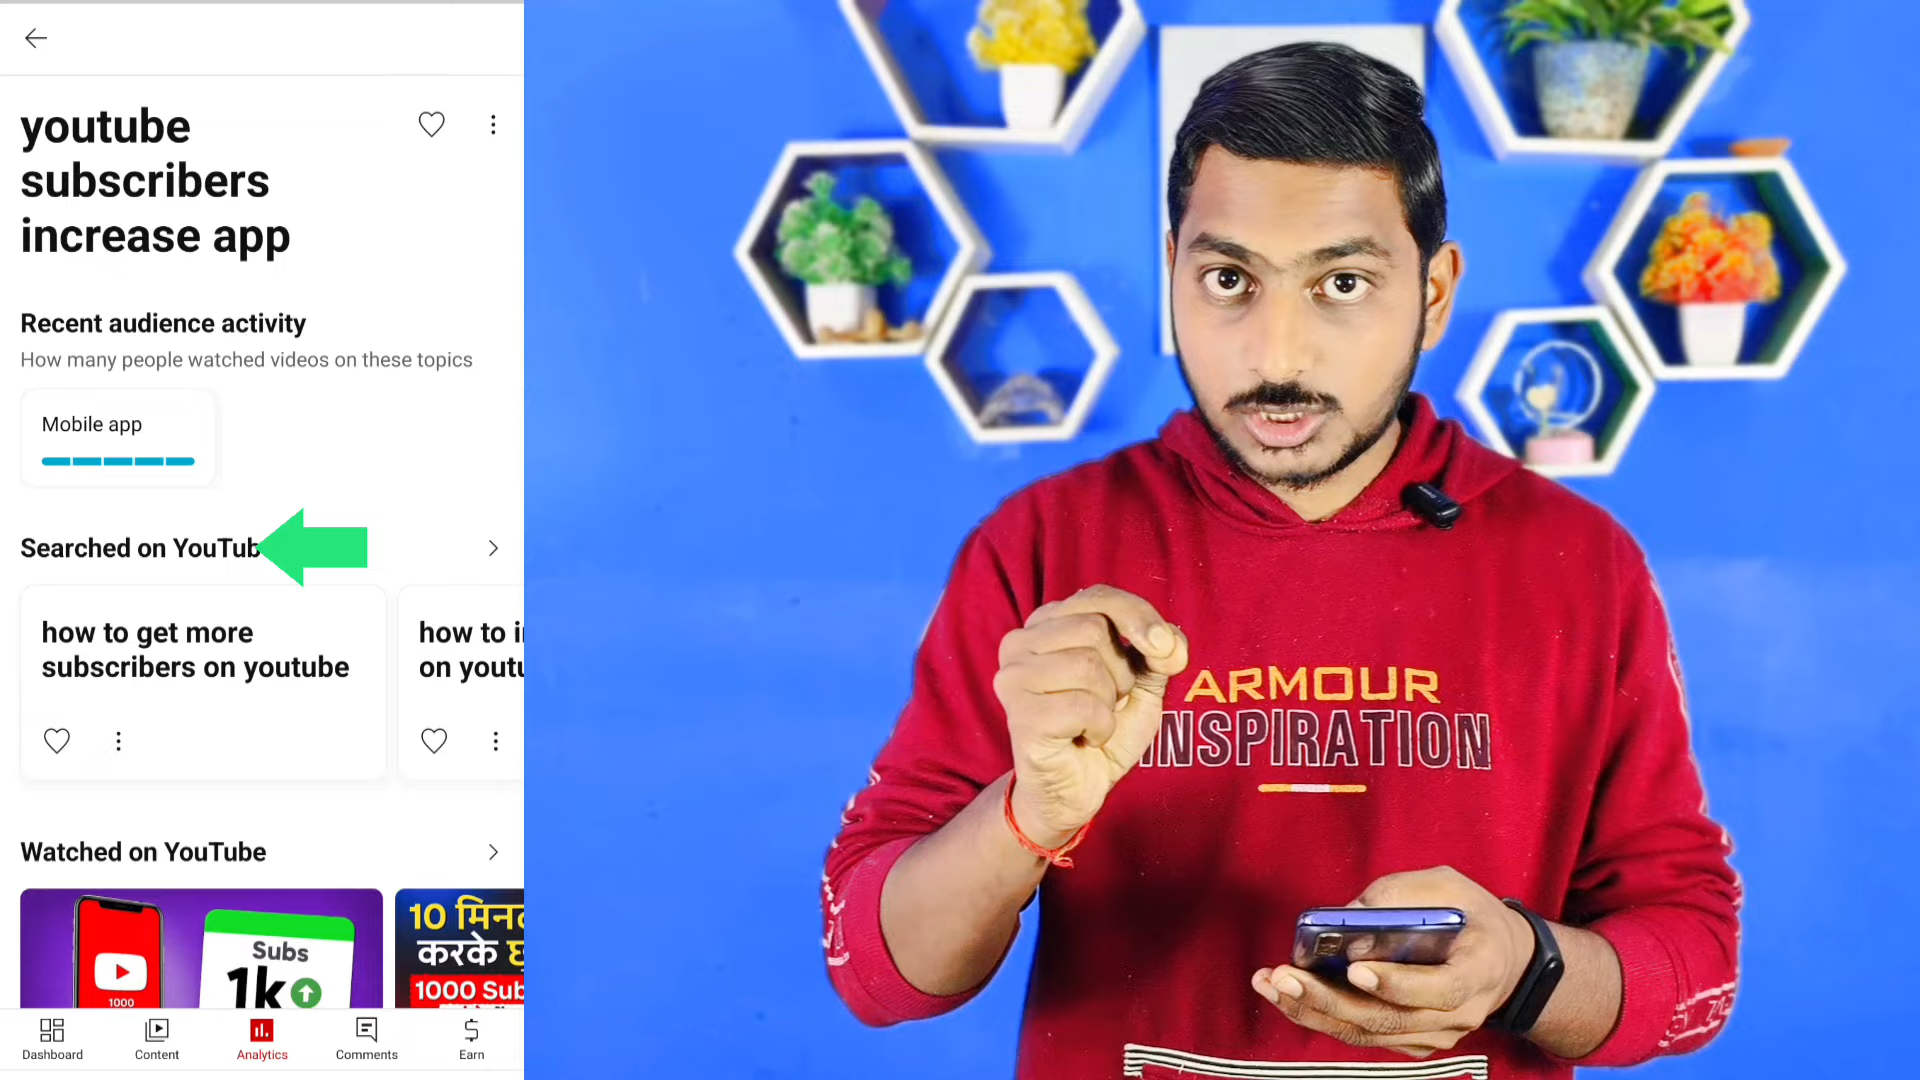 youtube
subscribers
increase app
Recent audience activity
How many people watched videos on these topics
Mobile app
Searched on YouTub
how to get more
subscribers on youtube
how to i
on youtu
Watched on YouTube
Subs
1k
1000
10 मिनट
करके
1000 Sub
Dashboard
Content
Analytics
Comments
Earn
ARMOUR
INSPIRATION